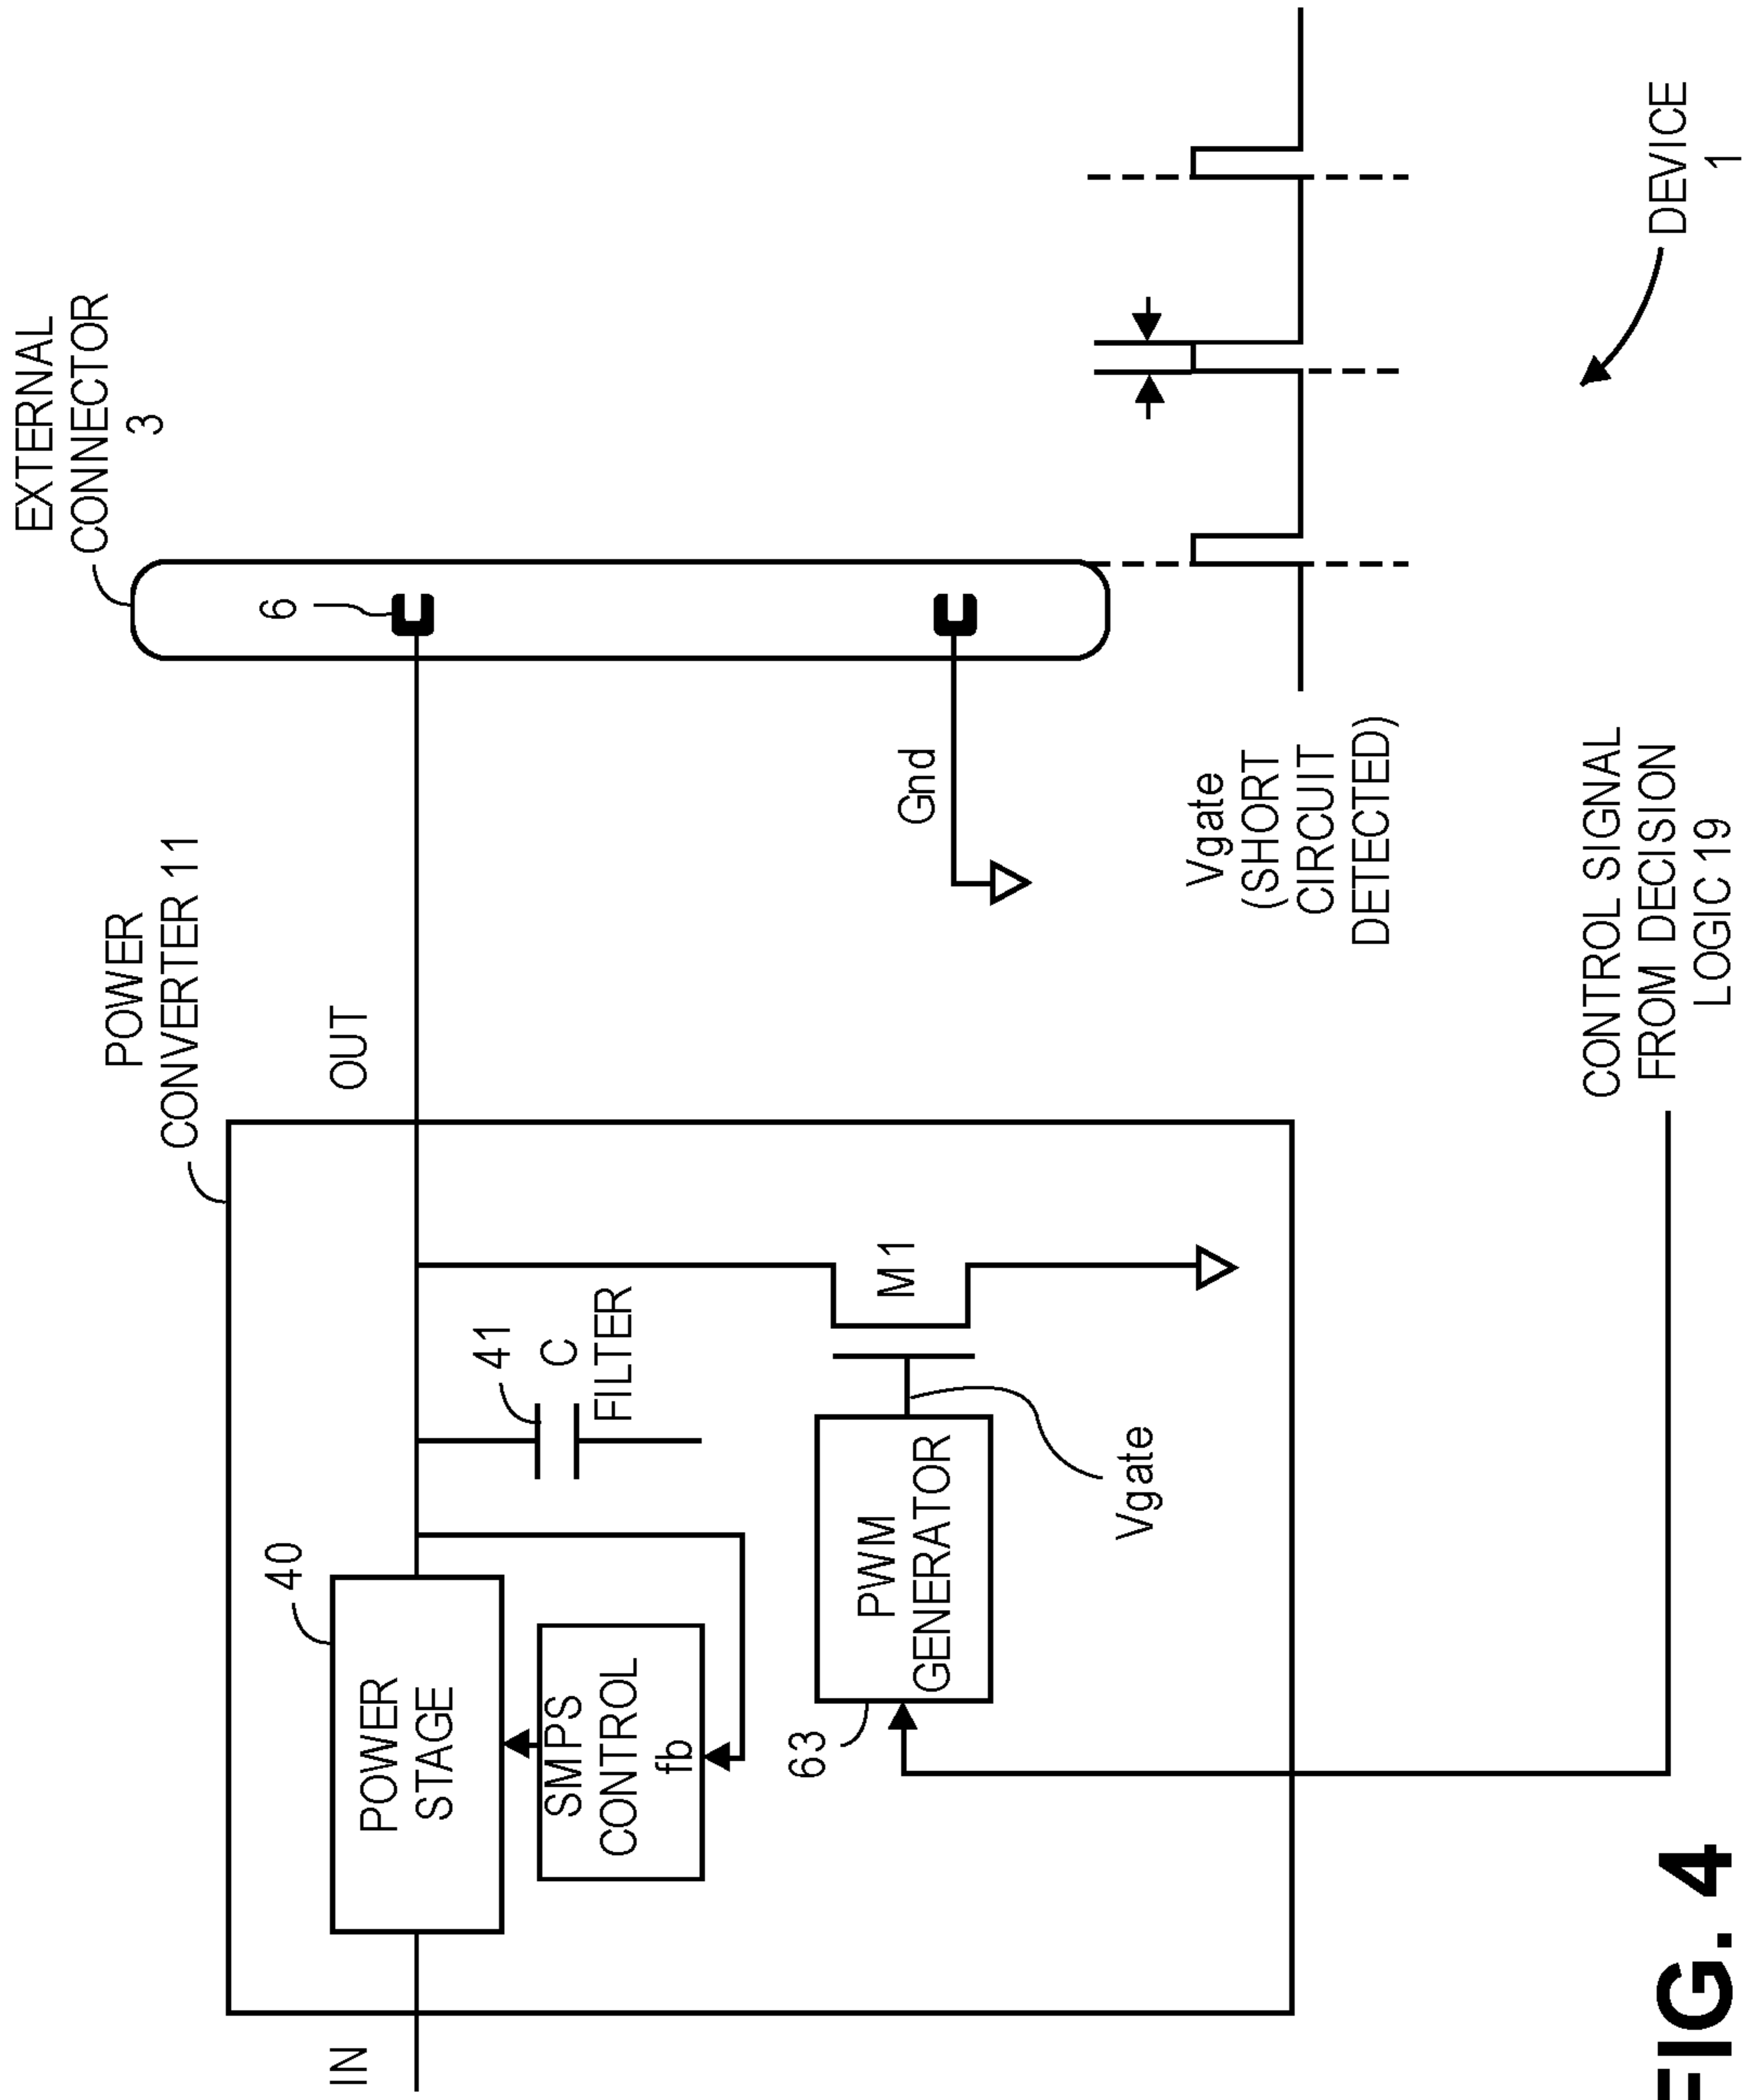 EXTERNAL
CONNECTOR
3
POWER
CONVERTER 11
IN
40
POWER
STAGE
SMPS
CONTROL
fb
41
C
FILTER
OUT
6
63
PWM
GENERATOR
M1
Vgate
Gnd
Vgate
(SHORT
CIRCUIT
DETECTED)
CONTROL SIGNAL
FROM DECISION
LOGIC 19
DEVICE
1
FIG. 4